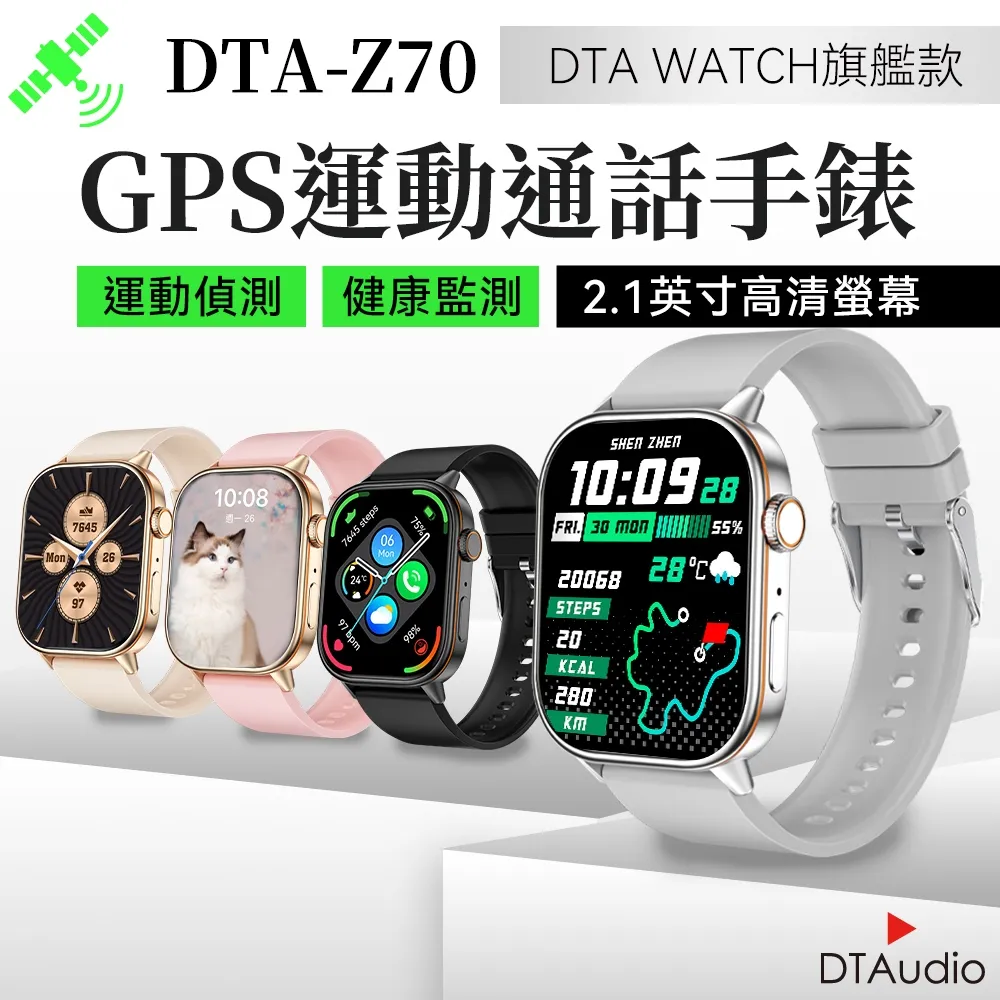 DTA-Z70
DTA WATCH旗艦款
GPS運動通話手錶
運動偵測
健康監測
2.1英寸高清螢幕
7645
Mon
26
97
10:08
週一 26
7645 steps
75%
06
Mon
24°C
97 bpm
98%
SHEN ZHEN
10:09 28
FRI. 30 MON 55%
28°C
20068
STEPS
20
KCAL
280
KM
DTAudio